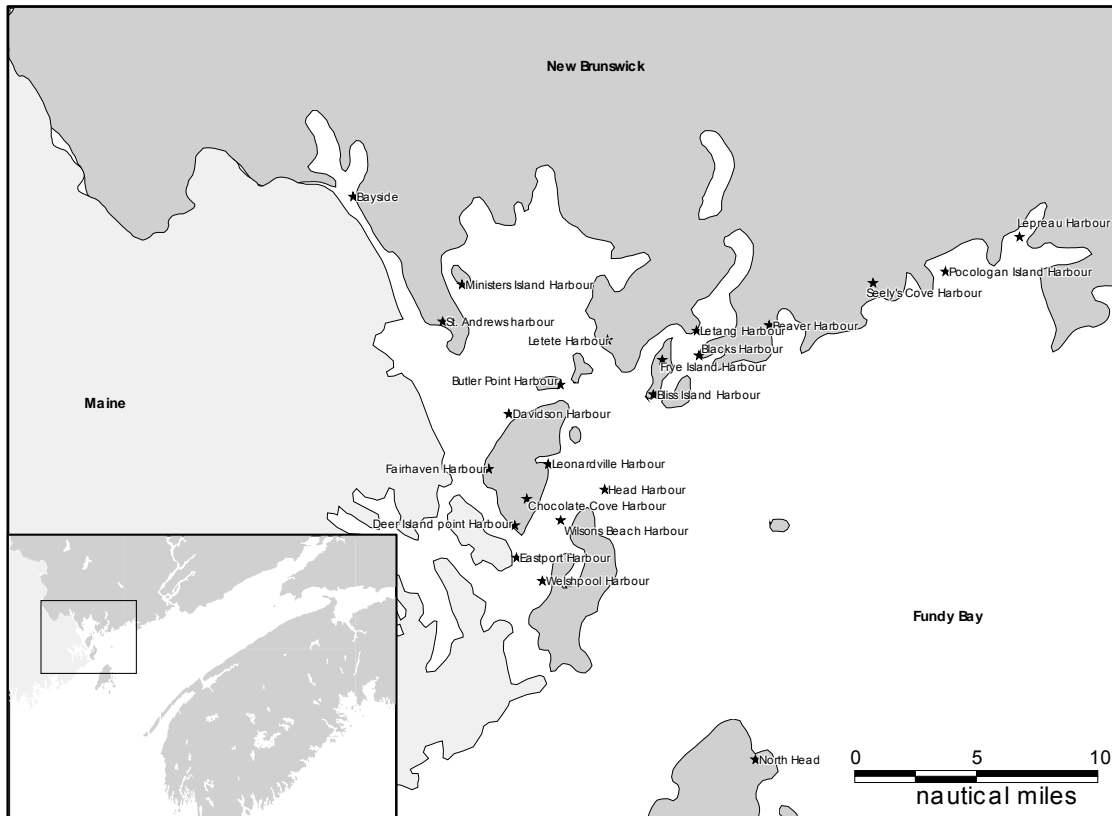 New Brunswick
Bayside
Lepreau Harbour
Pocologan Island Harbour
Ministers Island Harbour
Seely's Cove Harbour
St. Andrews harbour
Beaver Harbour
Letang Harbour
Letete Harbour
Blacks Harbour
Frye Island Harbour
Butler Point Harbour
Bliss Island Harbour
Maine
Davidson Harbour
Leonardville Harbour
Fairhaven Harbour
Head Harbour
Chocolate Cove Harbour
Deer Island point Harbour
Wilsons Beach Harbour
Eastport Harbour
Welshpool Harbour
Fundy Bay
North Head
0 5 10
nautical miles